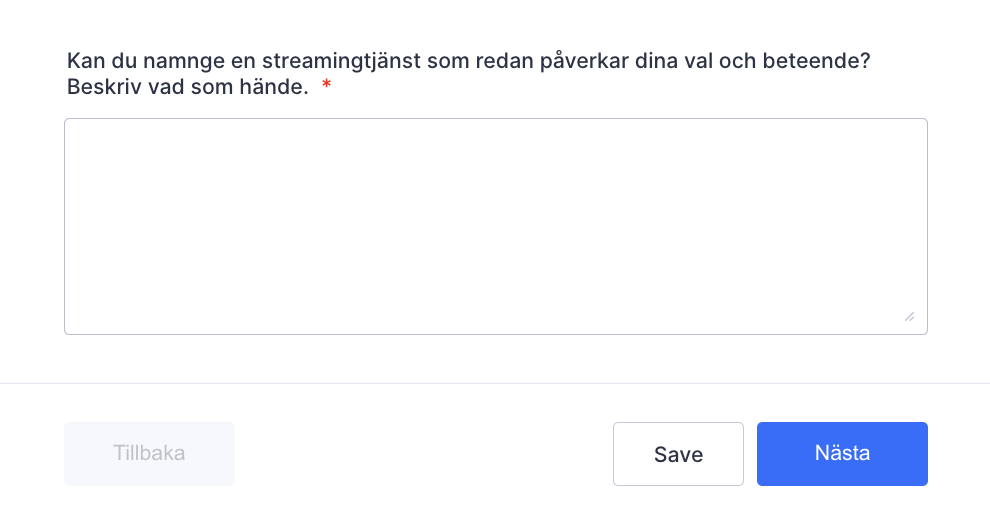 Kan du namnge en streamingtjänst som redan påverkar dina val och beteende?
Beskriv vad som hände. *
Tillbaka
Save
Nästa